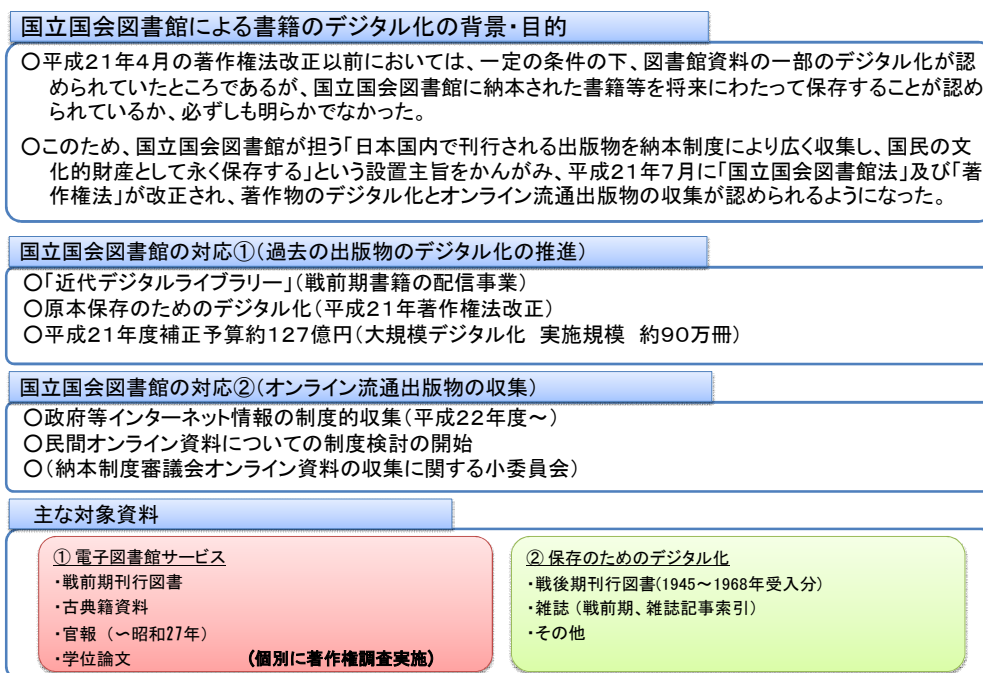 国立国会図書館による書籍のデジタル化の背景・目的
〇平成21年4月の著作権法改正以前においては、一定の条件の下、図書館資料の一部のデジタル化が認
められていたところであるが、国立国会図書館に納本された書籍等を将来にわたって保存することが認め
られているか、必ずしも明らかでなかった。
〇このため、国立国会図書館が担う「日本国内で刊行される出版物を納本制度により広く収集し、国民の文
化的財産として永く保存する」という設置主旨をかんがみ、平成21年7月に「国立国会図書館法」及び「著
作権法」が改正され、著作物のデジタル化とオンライン流通出版物の収集が認められるようになった。
国立国会図書館の対応①(過去の出版物のデジタル化の推進)
〇「近代デジタルライブラリー」(戦前期書籍の配信事業)
〇原本保存のためのデジタル化(平成21年著作権法改正)
〇平成21年度補正予算約127億円(大規模デジタル化 実施規模 約90万冊)
国立国会図書館の対応②(オンライン流通出版物の収集)
〇政府等インターネット情報の制度的収集(平成22年度~)
〇民間オンライン資料についての制度検討の開始
〇(納本制度審議会オンライン資料の収集に関する小委員会)
主な対象資料
① 電子図書館サービス
・戦前期刊行図書
・古典籍資料
・官報 (~昭和27年)
・学位論文 (個別に著作権調査実施)
② 保存のためのデジタル化
・戦後期刊行図書(1945~1968年受入分)
・雑誌 (戦前期、雑誌記事索引)
・その他